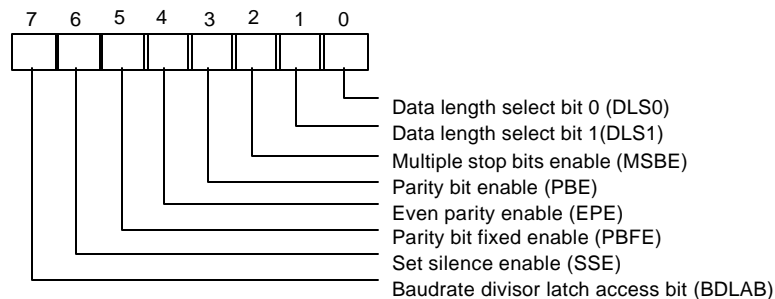 7 6 5 4 3 2 1 0
Data length select bit 0 (DLS0)
Data length select bit 1(DLS1)
Multiple stop bits enable (MSBE)
Parity bit enable (PBE)
Even parity enable (EPE)
Parity bit fixed enable (PBFE)
Set silence enable (SSE)
Baudrate divisor latch access bit (BDLAB)